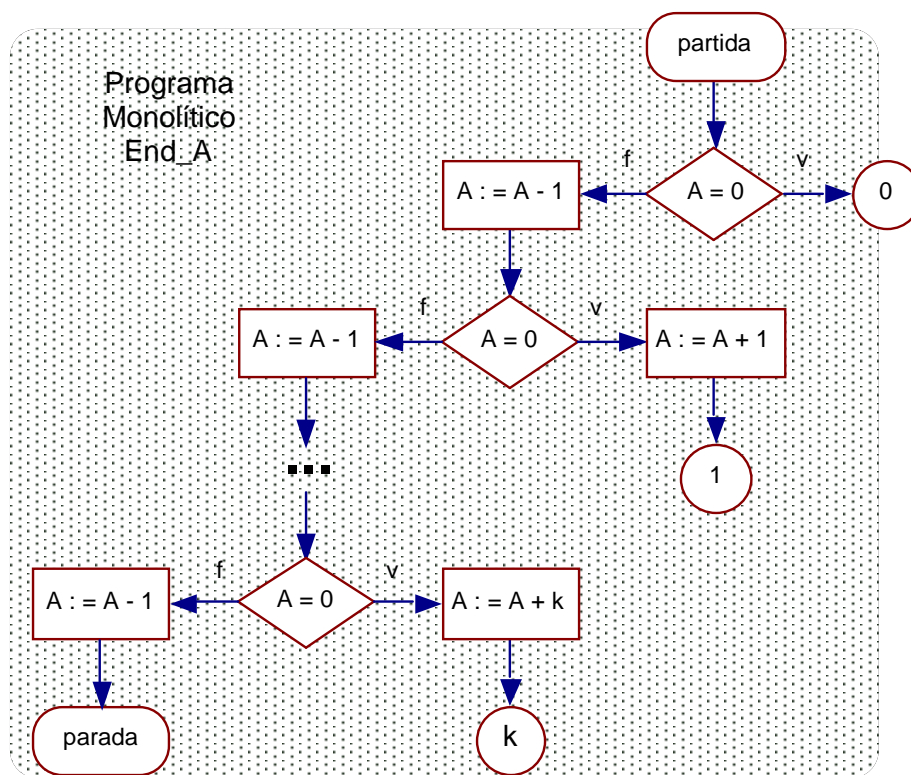 partida
Programa
Monolítico
End_A
f
v
A : = A - 1
A = 0
0
f
v
A : = A - 1
A = 0
A : = A + 1
1
f
v
A : = A - 1
A = 0
A : = A + k
parada
k